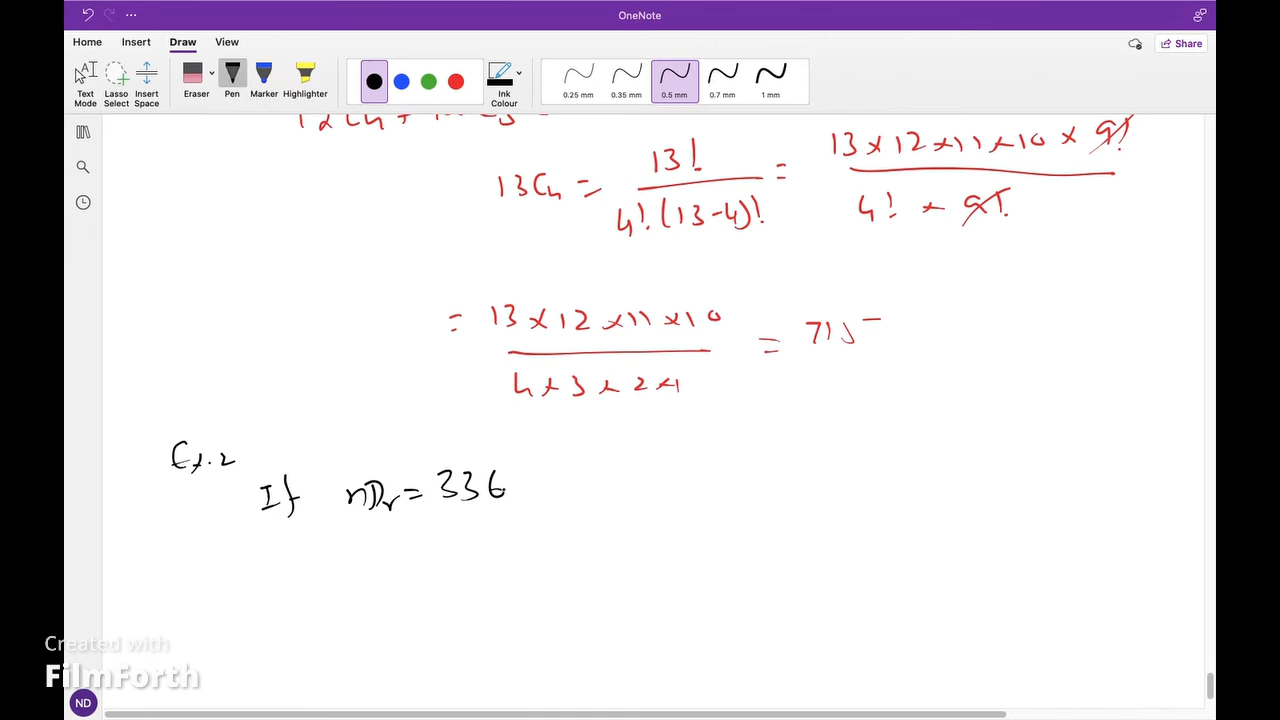 OneNote
Home Insert Draw View
Share
Text Mode
Lasso Select
Insert Space
Eraser
Pen
Marker
Highlighter
Ink Colour
0.25 mm
0.35 mm
0.5 mm
0.7 mm
1 mm
13C4 = 13! / 4!(13-4)! = 13 × 12 × 11 × 10 × 9! / 4! × 9!
= 13 × 12 × 11 × 10 / 4 × 3 × 2 × 1 = 715
Ex.2
If nPr = 336
Created with
FilmForth
ND